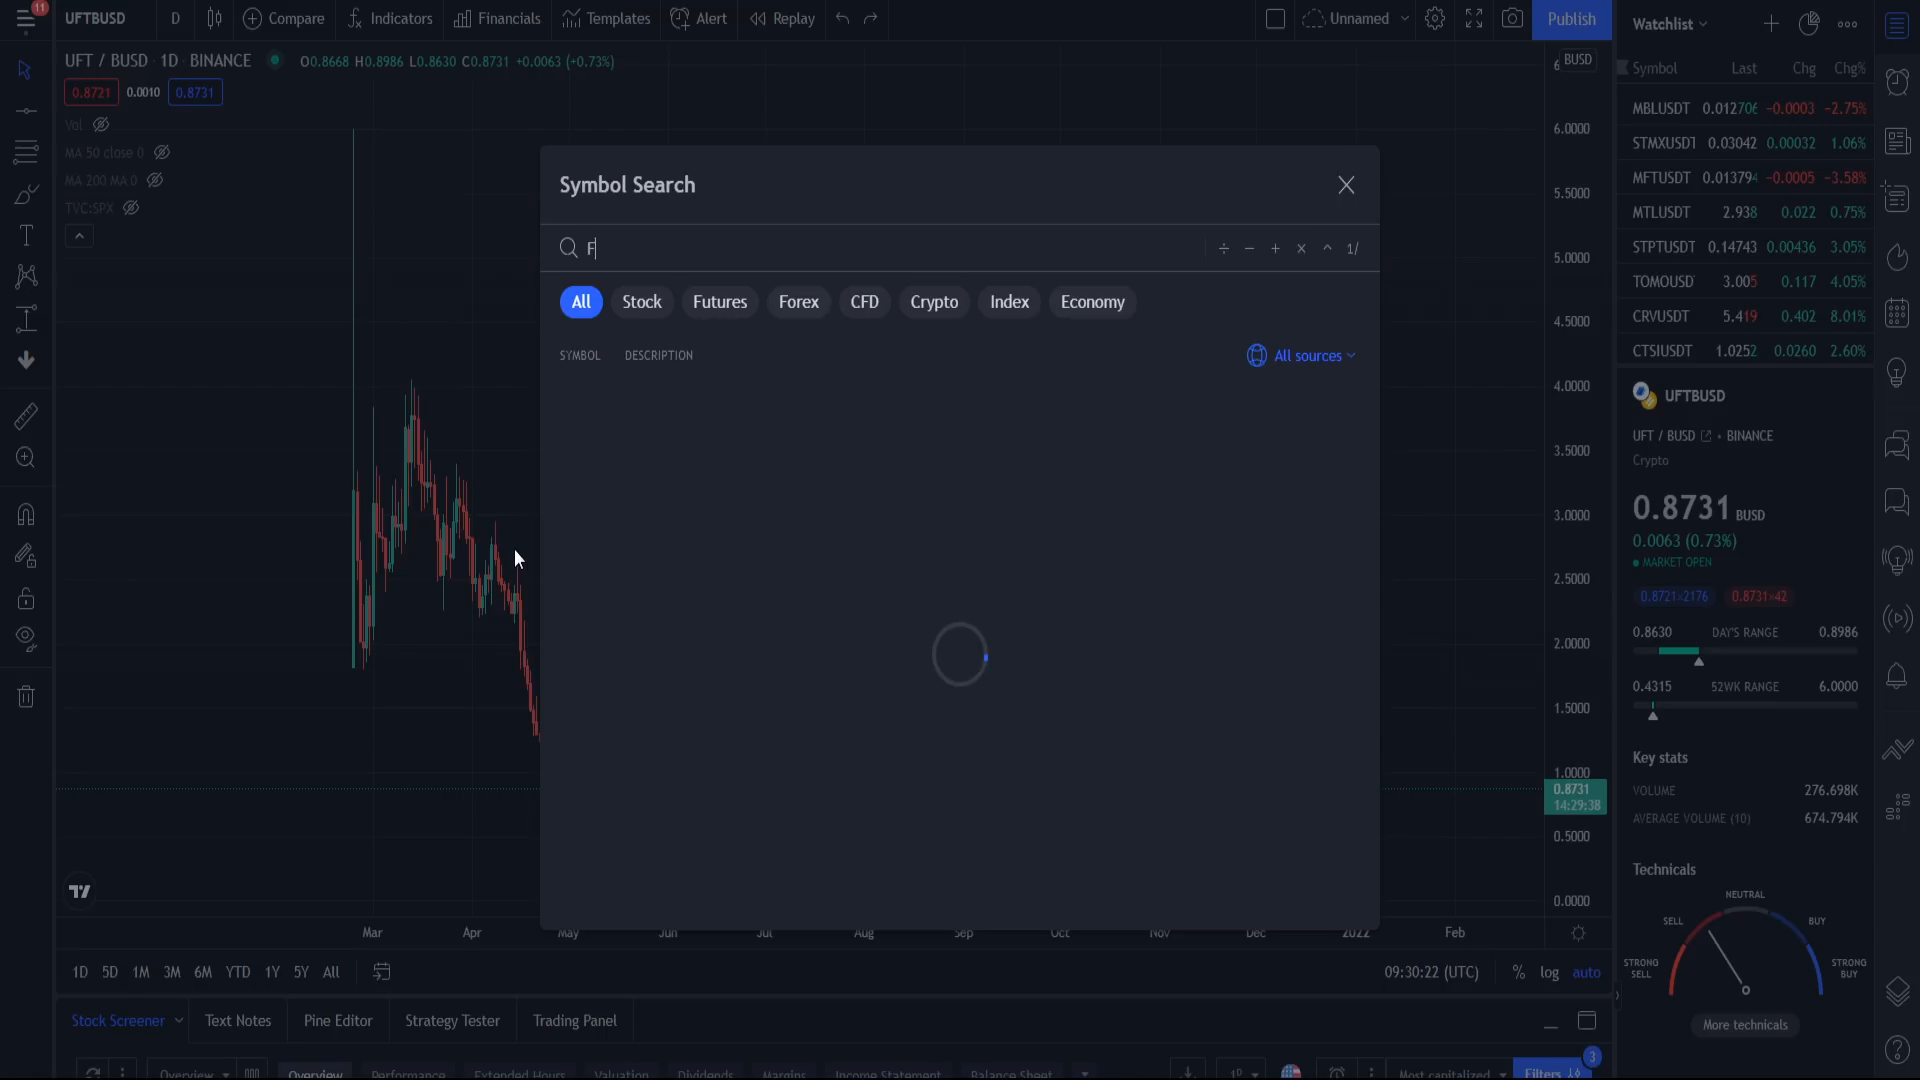 11
UFTBUSD
D
Compare
Indicators
Financials
Templates
Alert
Replay
Unnamed
Publish
UFT / BUSD 1D BINANCE O0.8668 H0.8986 L0.8630 C0.8731 +0.0063 (+0.73%)
0.8721 0.0010 0.8731
Vol
MA 50 close 0
MA 200 MA 0
TVC:SPX
Symbol Search
F
÷ − + × ^ 1/
All Stock Futures Forex CFD Crypto Index Economy
SYMBOL DESCRIPTION
All sources
BUSD
6.0000
5.5000
5.0000
4.5000
4.0000
3.5000
3.0000
2.5000
2.0000
1.5000
1.0000
0.8731
14:29:38
0.5000
0.0000
Mar Apr May Jun Jul Aug Sep Oct Nov Dec 2022 Feb
1D 5D 1M 3M 6M YTD 1Y 5Y All
09:30:22 (UTC) % log auto
Stock Screener Text Notes Pine Editor Strategy Tester Trading Panel
Overview Overview Performance Extended Hours Valuation Dividends Margins Income Statement Balance Sheet
1D Most capitalized Filters 3
Watchlist
Symbol Last Chg Chg%
MBLUSDT 0.012706 −0.0003 −2.75%
STMXUSDT 0.03042 0.00032 1.06%
MFTUSDT 0.013794 −0.0005 −3.58%
MTLUSDT 2.938 0.022 0.75%
STPTUSDT 0.14743 0.00436 3.05%
TOMOUSD 3.005 0.117 4.05%
CRVUSDT 5.419 0.402 8.01%
CTSIUSDT 1.0252 0.0260 2.60%
UFTBUSD
UFT / BUSD • BINANCE
Crypto
0.8731 BUSD
0.0063 (0.73%)
MARKET OPEN
0.8721×2176 0.8731×42
0.8630 DAY'S RANGE 0.8986
0.4315 52WK RANGE 6.0000
Key stats
VOLUME 276.698K
AVERAGE VOLUME (10) 674.794K
Technicals
NEUTRAL
SELL BUY
STRONG SELL
STRONG BUY
More technicals